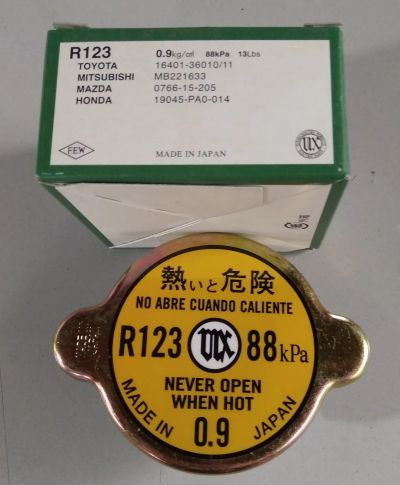 R123 0.9kg/cm² 88kPa 13Lbs
TOYOTA 16401-36010/11
MITSUBISHI MB221633
MAZDA 0766-15-205
HONDA 19045-PA0-014
FEW
MADE IN JAPAN
熱いと危険
NO ABRE CUANDO CALIENTE
R123 88kPa
NEVER OPEN
WHEN HOT
MADE IN 0.9 JAPAN